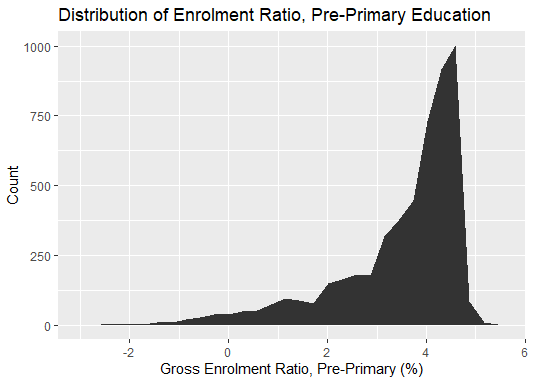 Distribution of Enrolment Ratio, Pre-Primary Education
1000
750
500
250
0
Count
-2 0 2 4 6
Gross Enrolment Ratio, Pre-Primary (%)